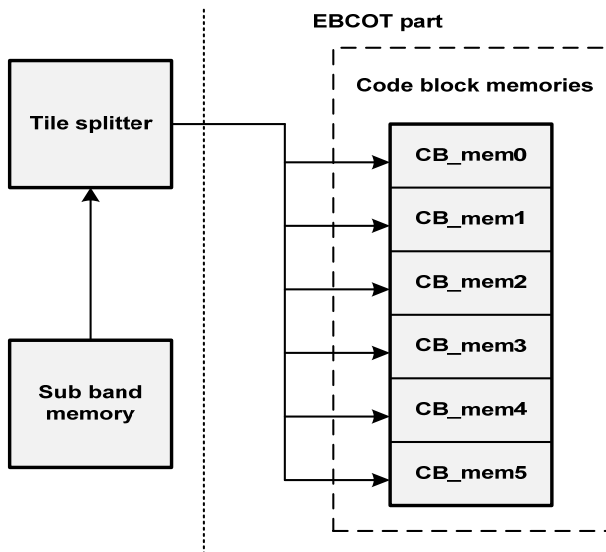 EBCOT part
Code block memories
Tile splitter
CB_mem0
CB_mem1
CB_mem2
CB_mem3
CB_mem4
CB_mem5
Sub band
memory